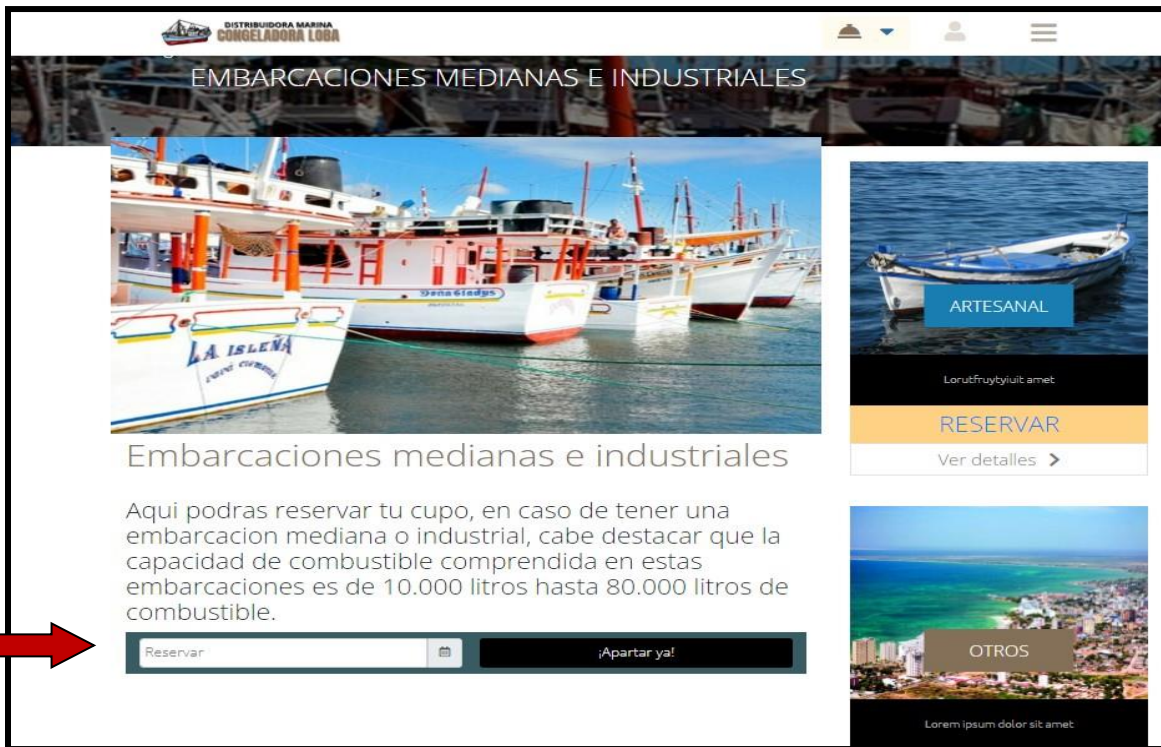 DISTRIBUIDORA MARINA
CONGELADORA LOBA
EMBARCACIONES MEDIANAS E INDUSTRIALES
Dona Gladys
LA ISLEÑA
ARTESANAL
Lorutfruytyiuit amet
RESERVAR
Ver detalles
Embarcaciones medianas e industriales
Aqui podras reservar tu cupo, en caso de tener una
embarcacion mediana o industrial, cabe destacar que la
capacidad de combustible comprendida en estas
embarcaciones es de 10.000 litros hasta 80.000 litros de
combustible.
Reservar
¡Apartar ya!
OTROS
Lorem ipsum dolor sit amet